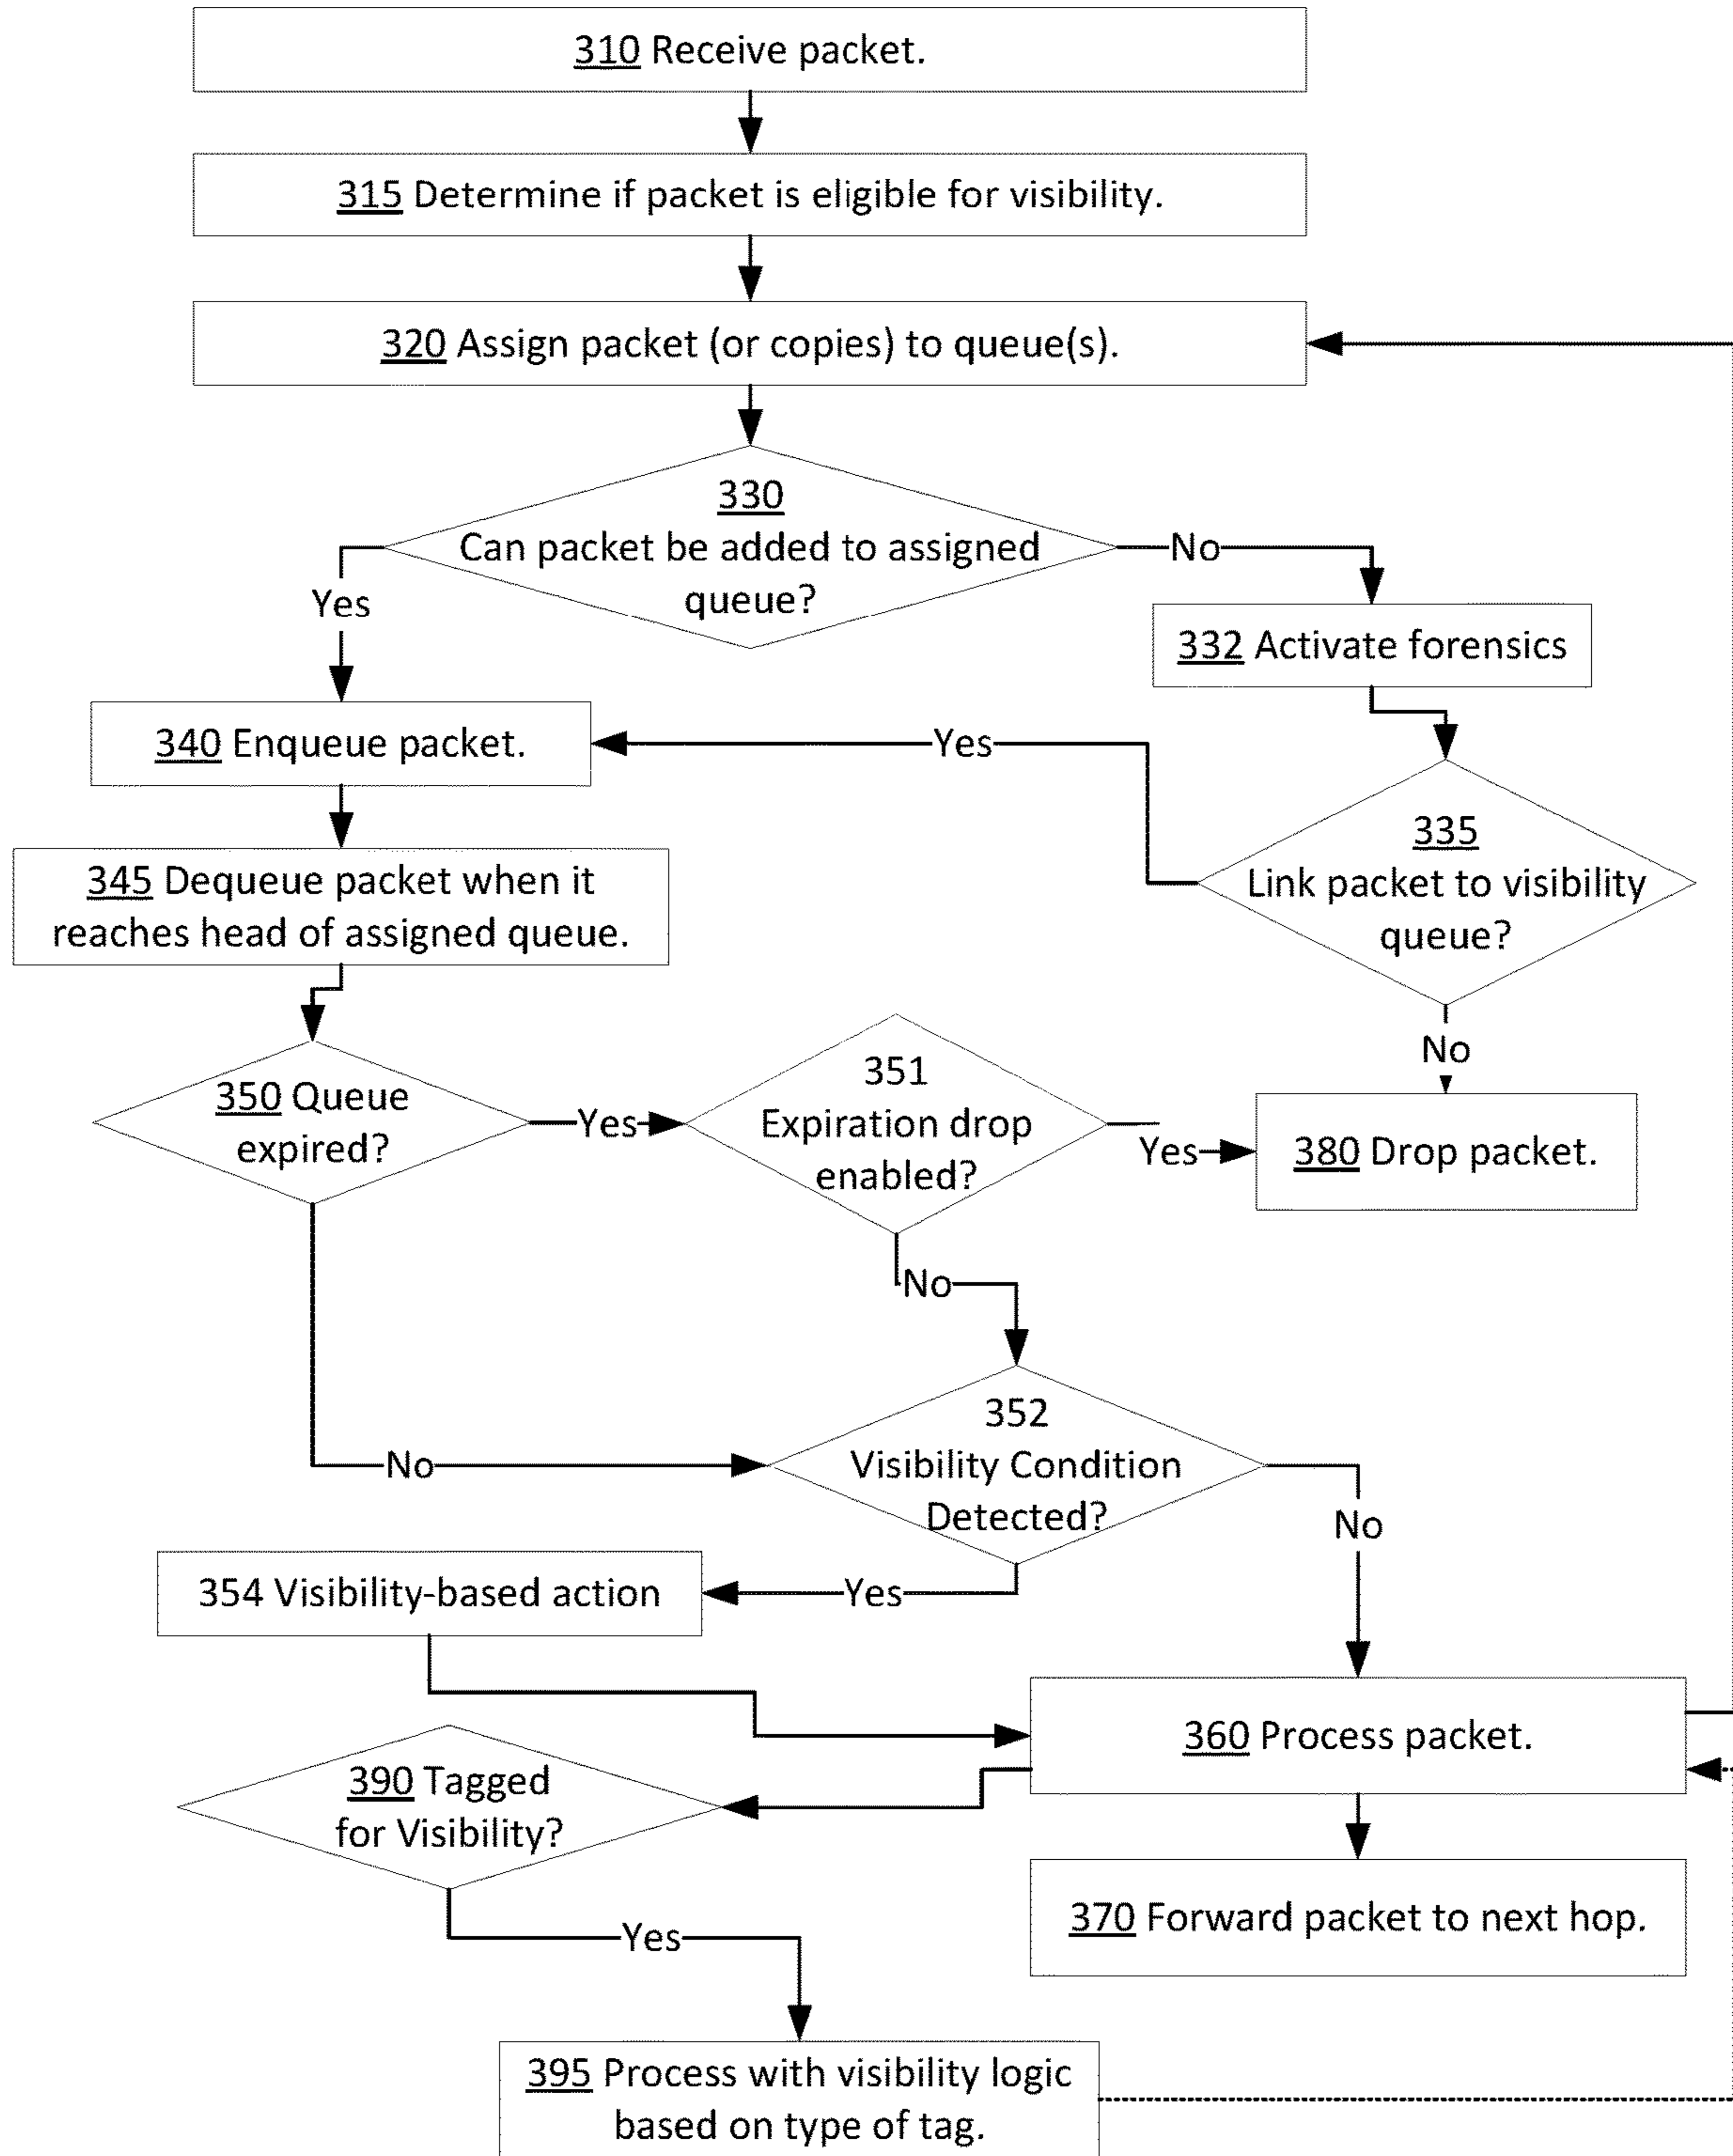 310 Receive packet.
315 Determine if packet is eligible for visibility.
320 Assign packet (or copies) to queue(s).
330
Can packet be added to assigned
queue?
No
Yes
332 Activate forensics
340 Enqueue packet.
Yes
335
Link packet to visibility
queue?
345 Dequeue packet when it
reaches head of assigned queue.
No
350 Queue
expired?
Yes
351
Expiration drop
enabled?
Yes
380 Drop packet.
No
352
Visibility Condition
Detected?
No
No
354 Visibility-based action
Yes
360 Process packet.
390 Tagged
for Visibility?
370 Forward packet to next hop.
Yes
395 Process with visibility logic
based on type of tag.